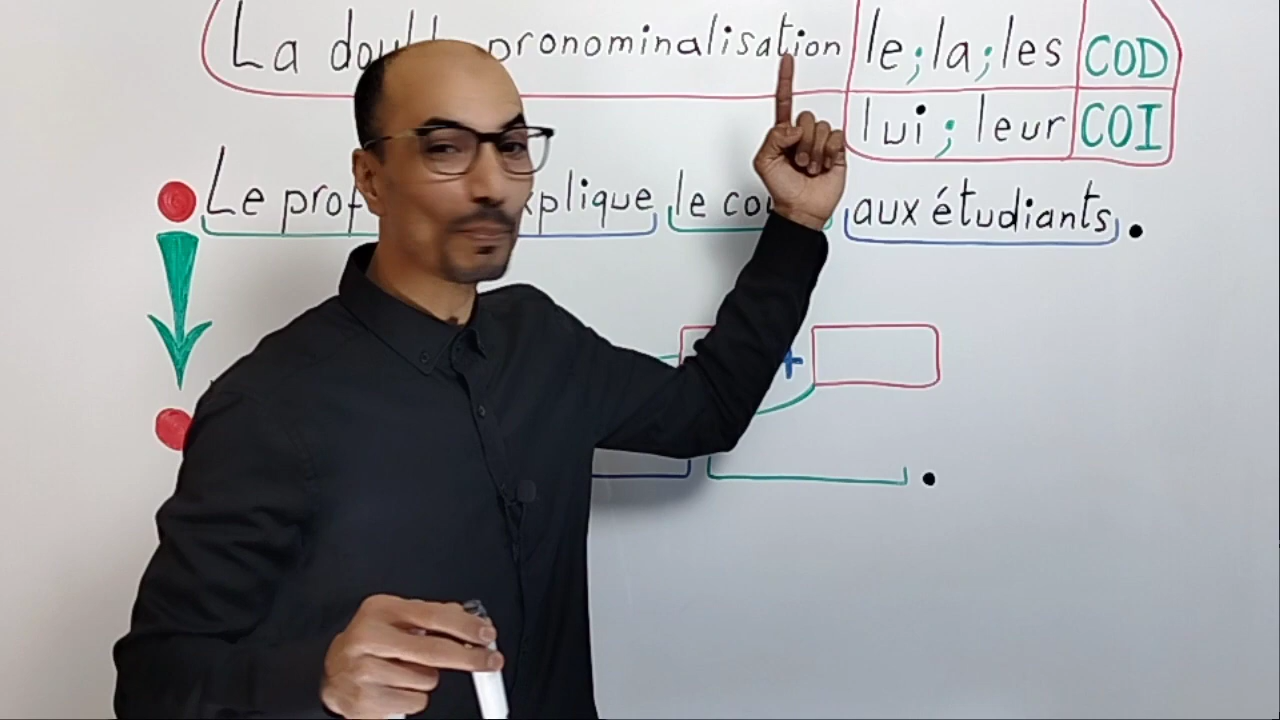 La double pronominalisation le ; la ; les COD
lui ; leur COI
Le prof explique le cours aux étudiants .
+
.